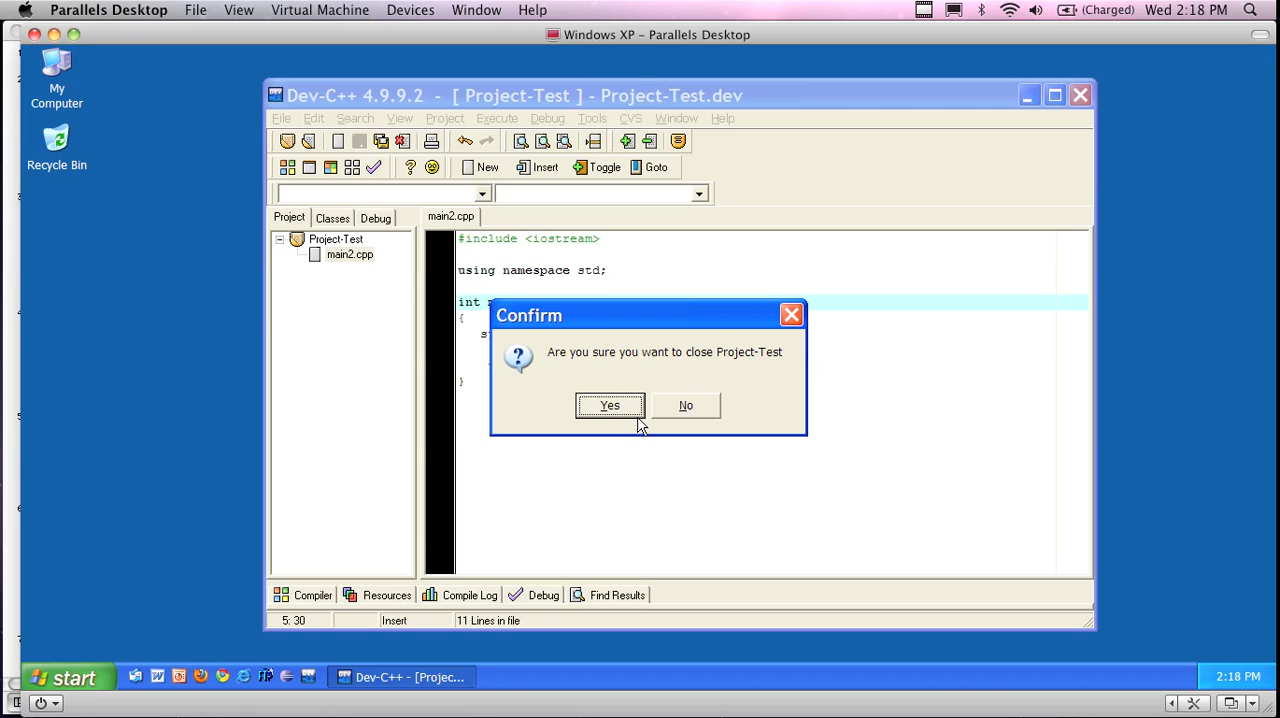 Parallels Desktop File View Virtual Machine Devices Window Help (Charged) Wed 2:18 PM
Windows XP - Parallels Desktop
My Computer
Recycle Bin
Dev-C++ 4.9.9.2 - [ Project-Test ] - Project-Test.dev
File Edit Search View Project Execute Debug Tools CVS Window Help
New Insert Toggle Goto
Project Classes Debug
main2.cpp
Project-Test
main2.cpp
#include <iostream>
using namespace std;
int
{
}
Confirm
Are you sure you want to close Project-Test
Yes No
Compiler Resources Compile Log Debug Find Results
5: 30 Insert 11 Lines in file
start Dev-C++ - [Projec... 2:18 PM